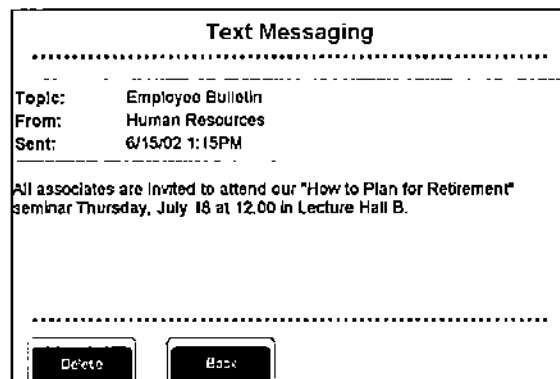 Text Messaging
Topic: Employee Bulletin
From: Human Resources
Sent: 6/15/02 1:15PM
All associates are invited to attend our "How to Plan for Retirement"
seminar Thursday, July 18 at 12.00 in Lecture Hall B.
Delete Back